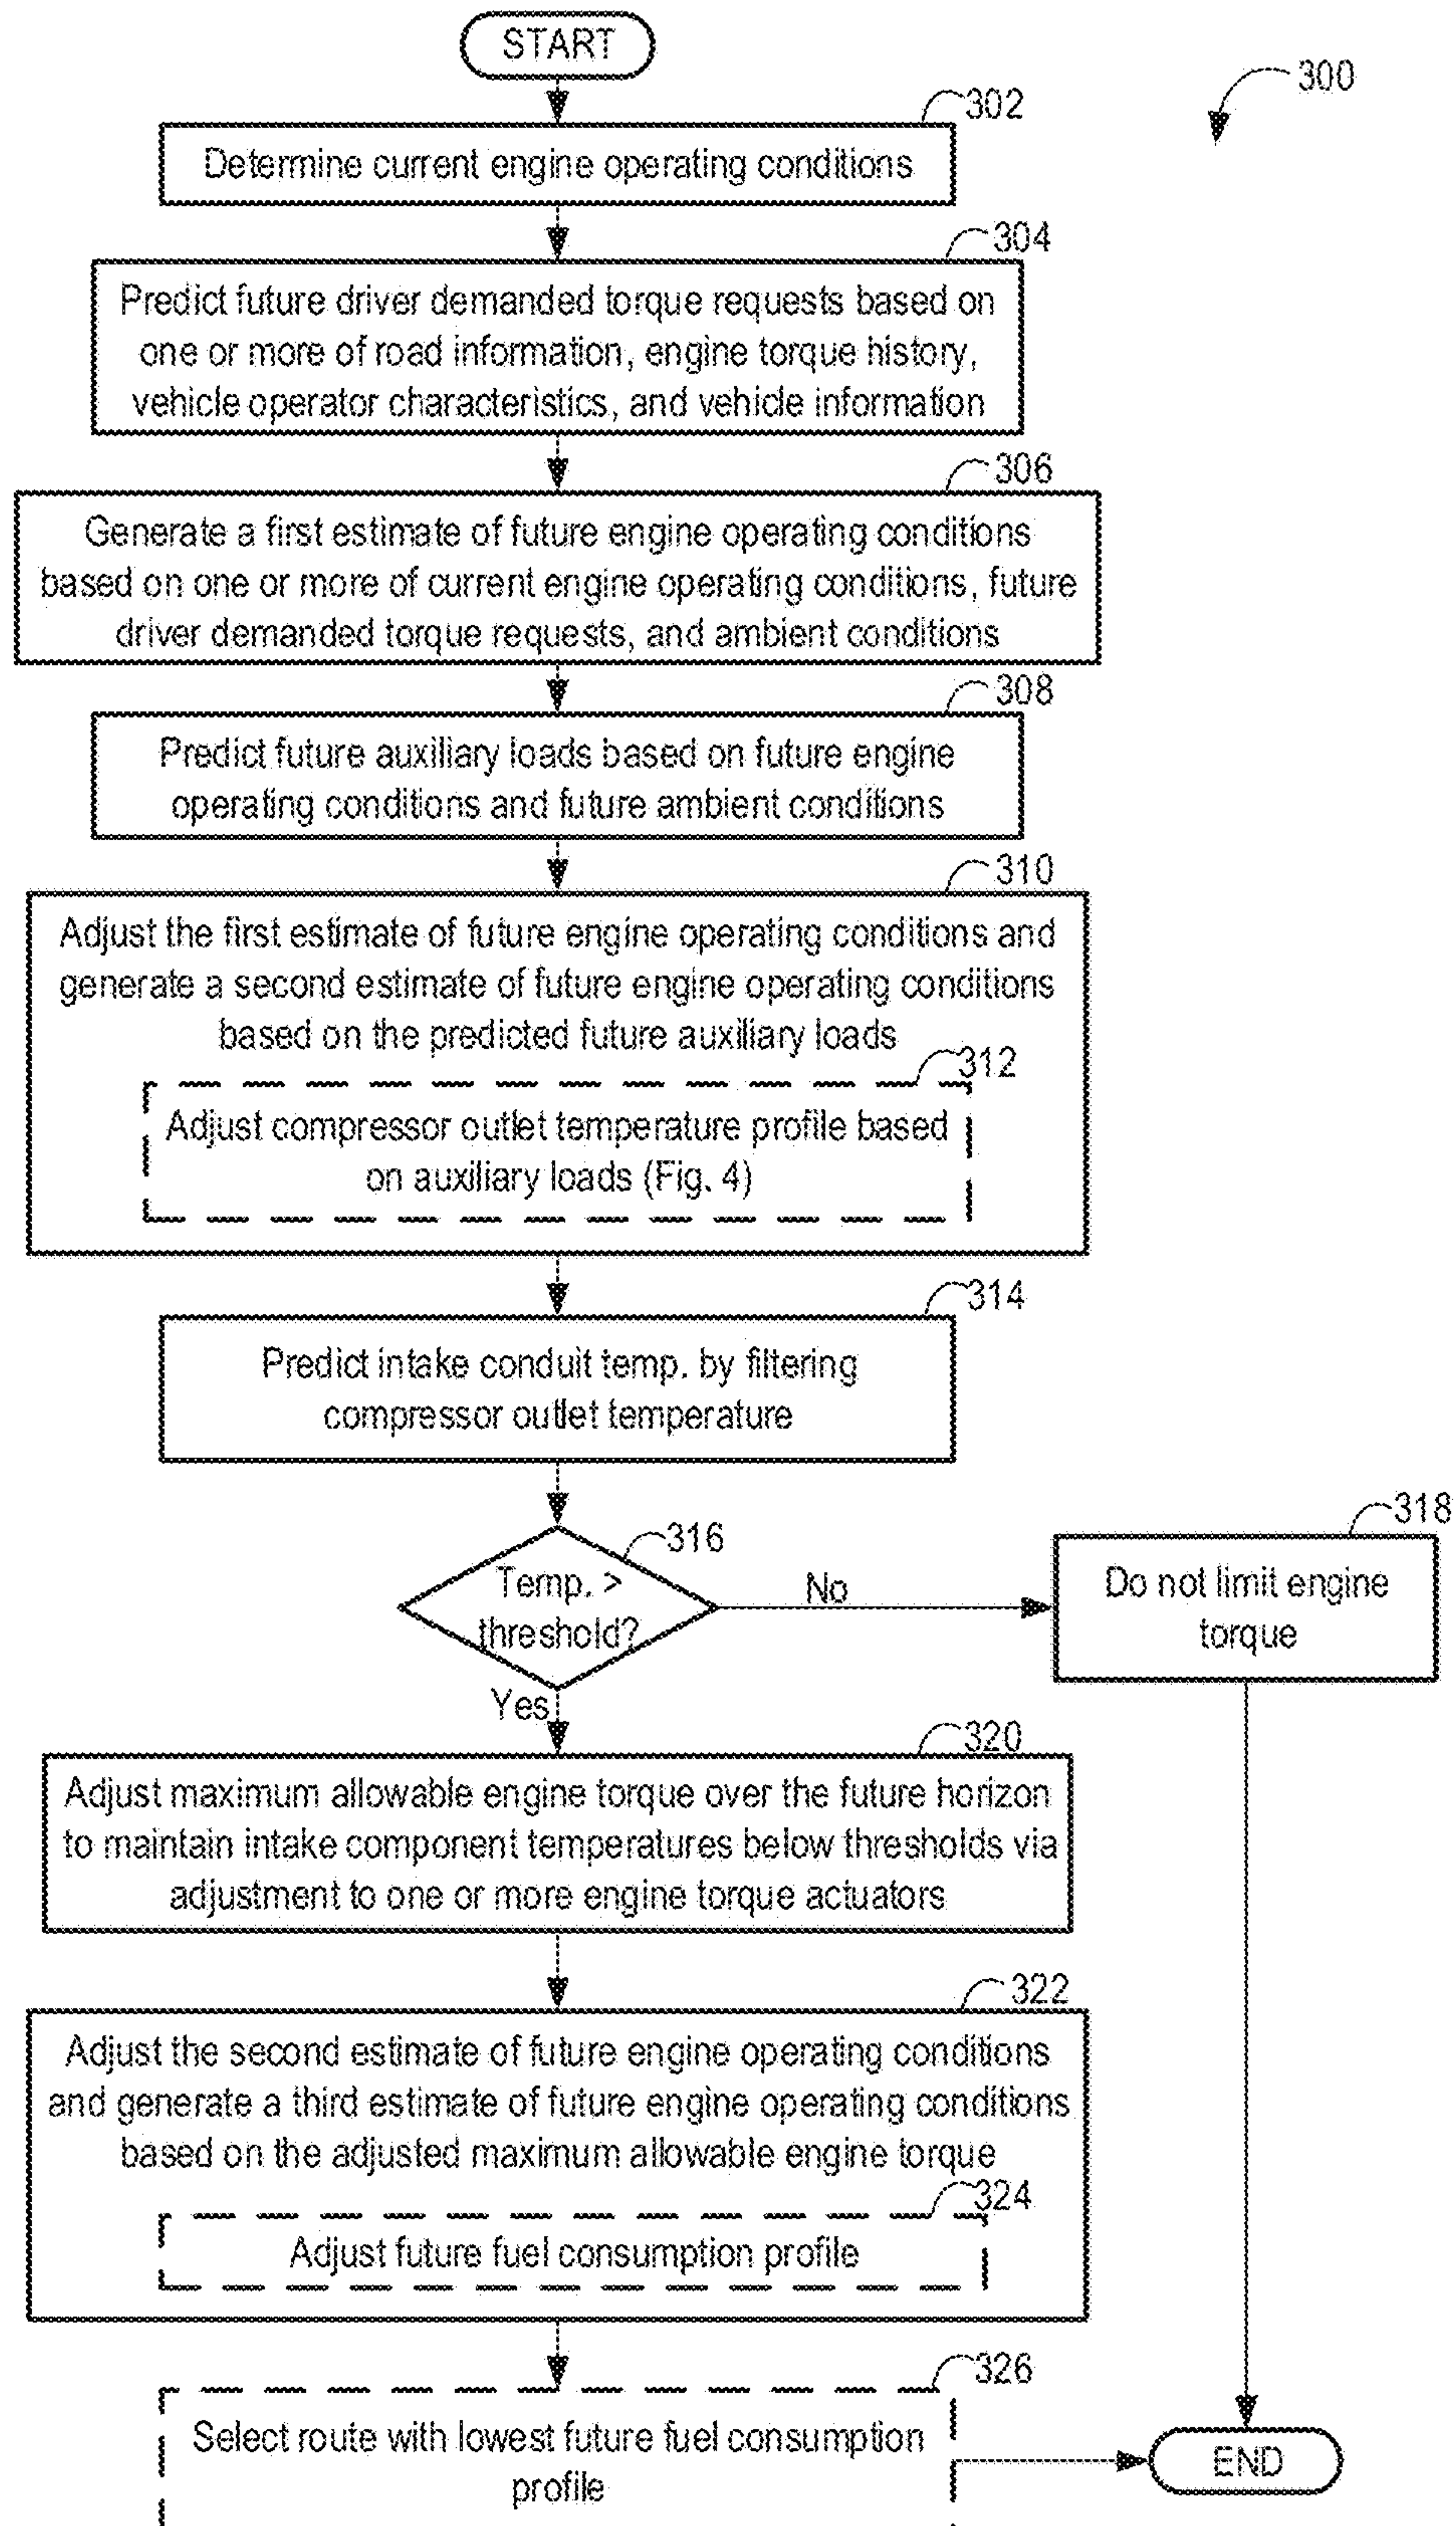 START
300
302
Determine current engine operating conditions
304
Predict future driver demanded torque requests based on
one or more of road information, engine torque history,
vehicle operator characteristics, and vehicle information
306
Generate a first estimate of future engine operating conditions
based on one or more of current engine operating conditions, future
driver demanded torque requests, and ambient conditions
308
Predict future auxiliary loads based on future engine
operating conditions and future ambient conditions
310
Adjust the first estimate of future engine operating conditions and
generate a second estimate of future engine operating conditions
based on the predicted future auxiliary loads
312
Adjust compressor outlet temperature profile based
on auxiliary loads (Fig. 4)
314
Predict intake conduit temp. by filtering
compressor outlet temperature
316
Temp. >
threshold?
No
318
Do not limit engine
torque
Yes
320
Adjust maximum allowable engine torque over the future horizon
to maintain intake component temperatures below thresholds via
adjustment to one or more engine torque actuators
322
Adjust the second estimate of future engine operating conditions
and generate a third estimate of future engine operating conditions
based on the adjusted maximum allowable engine torque
324
Adjust future fuel consumption profile
326
Select route with lowest future fuel consumption
profile
END